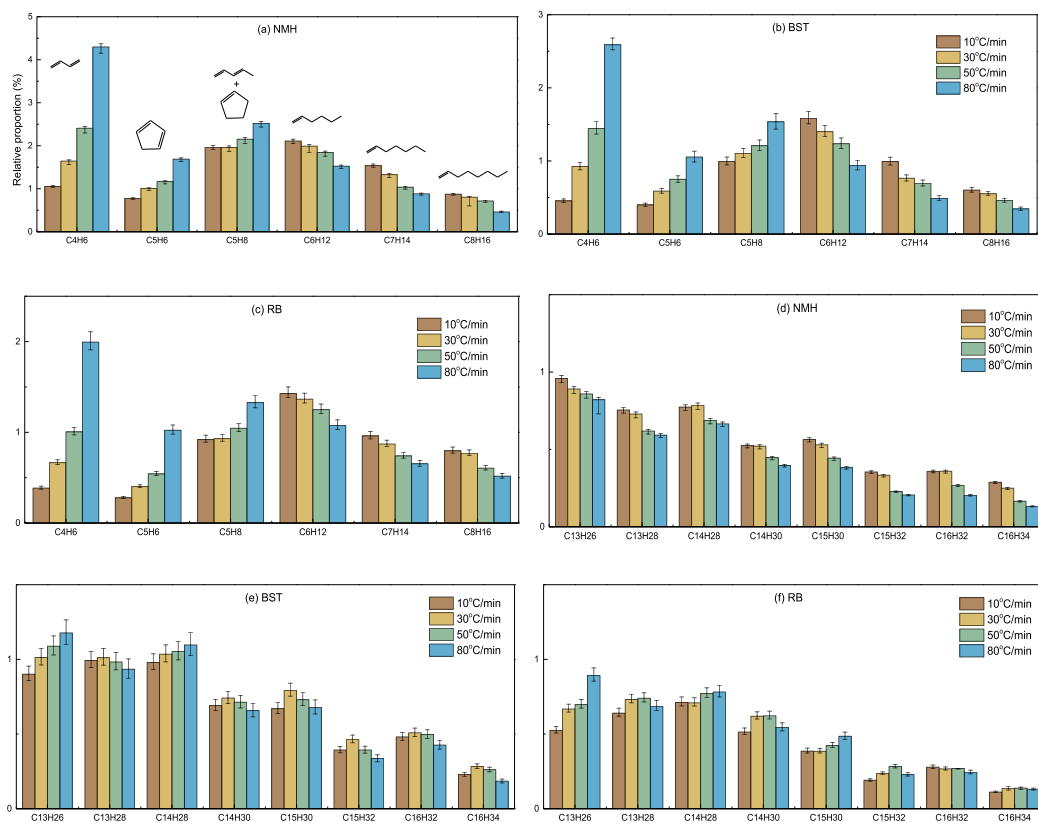 (a) NMH
Relative proportion (%)
5
4
3
2
1
0
+
C4H6 C5H6 C5H8 C6H12 C7H14 C8H16
(b) BST
10°C/min
30°C/min
50°C/min
80°C/min
3
2
1
0
C4H6 C5H6 C5H8 C6H12 C7H14 C8H16
(c) RB
10°C/min
30°C/min
50°C/min
80°C/min
2
1
0
C4H6 C5H6 C5H8 C6H12 C7H14 C8H16
(d) NMH
10°C/min
30°C/min
50°C/min
80°C/min
1
0
C13H26 C13H28 C14H28 C14H30 C15H30 C15H32 C16H32 C16H34
(e) BST
10°C/min
30°C/min
50°C/min
80°C/min
1
0
C13H26 C13H28 C14H28 C14H30 C15H30 C15H32 C16H32 C16H34
(f) RB
10°C/min
30°C/min
50°C/min
80°C/min
1
0
C13H26 C13H28 C14H28 C14H30 C15H30 C15H32 C16H32 C16H34